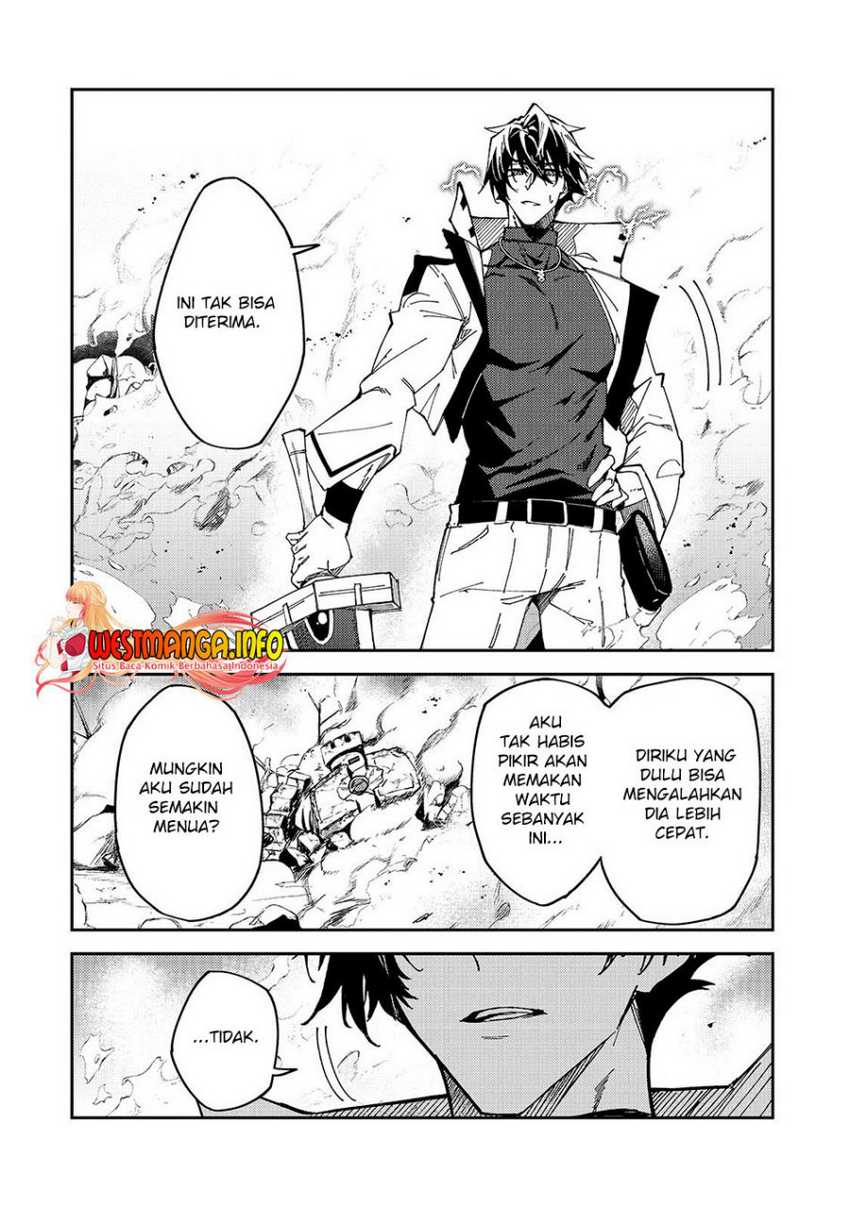 INI TAK BISA
DITERIMA.
WESTMANGA.INFO
Situs Baca Komik Berbahasa Indonesia
DIRIKU YANG
DULU BISA
MENGALAHKAN
DIA LEBIH
CEPAT.
AKU
TAK HABIS
PIKIR AKAN
MEMAKAN
WAKTU
SEBANYAK
INI...
MUNGKIN
AKU SUDAH
SEMAKIN
MENUA?
...TIDAK.